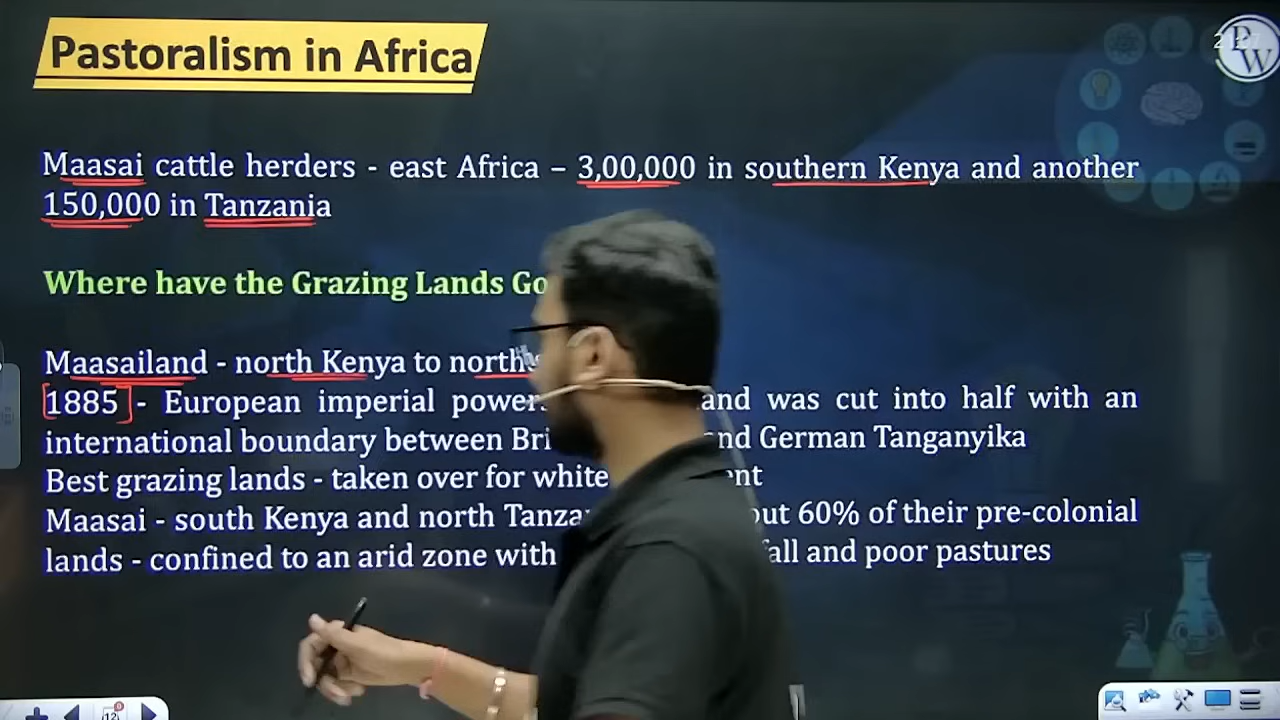 Pastoralism in Africa
PW
Maasai cattle herders - east Africa – 3,00,000 in southern Kenya and another
150,000 in Tanzania
Where have the Grazing Lands Go
Maasailand - north Kenya to north
1885 - European imperial power and was cut into half with an
international boundary between Bri nd German Tanganyika
Best grazing lands - taken over for white ent
Maasai - south Kenya and north Tanza out 60% of their pre-colonial
lands - confined to an arid zone with fall and poor pastures